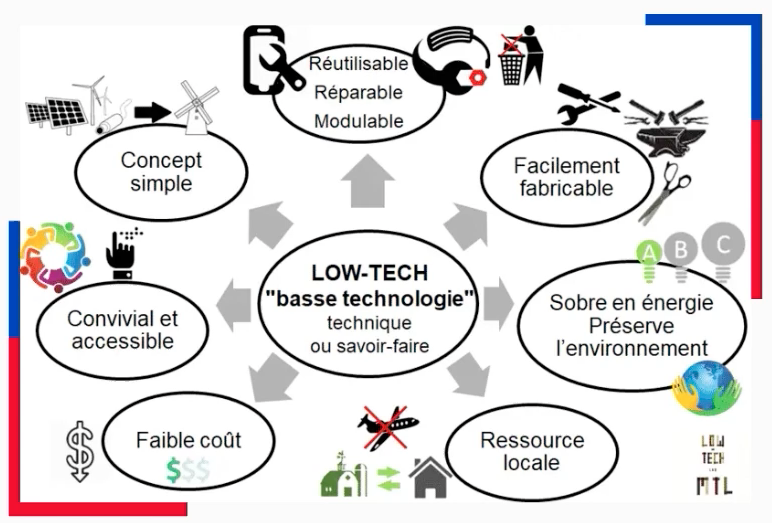 Réutilisable
Réparable
Modulable
Concept
simple
Facilement
fabricable
A B C
LOW-TECH
"basse technologie"
technique
ou savoir-faire
Convivial et
accessible
Sobre en énergie
Préserve
l'environnement
Faible coût
$ $$$
Ressource
locale
LOW
TECH
MTL